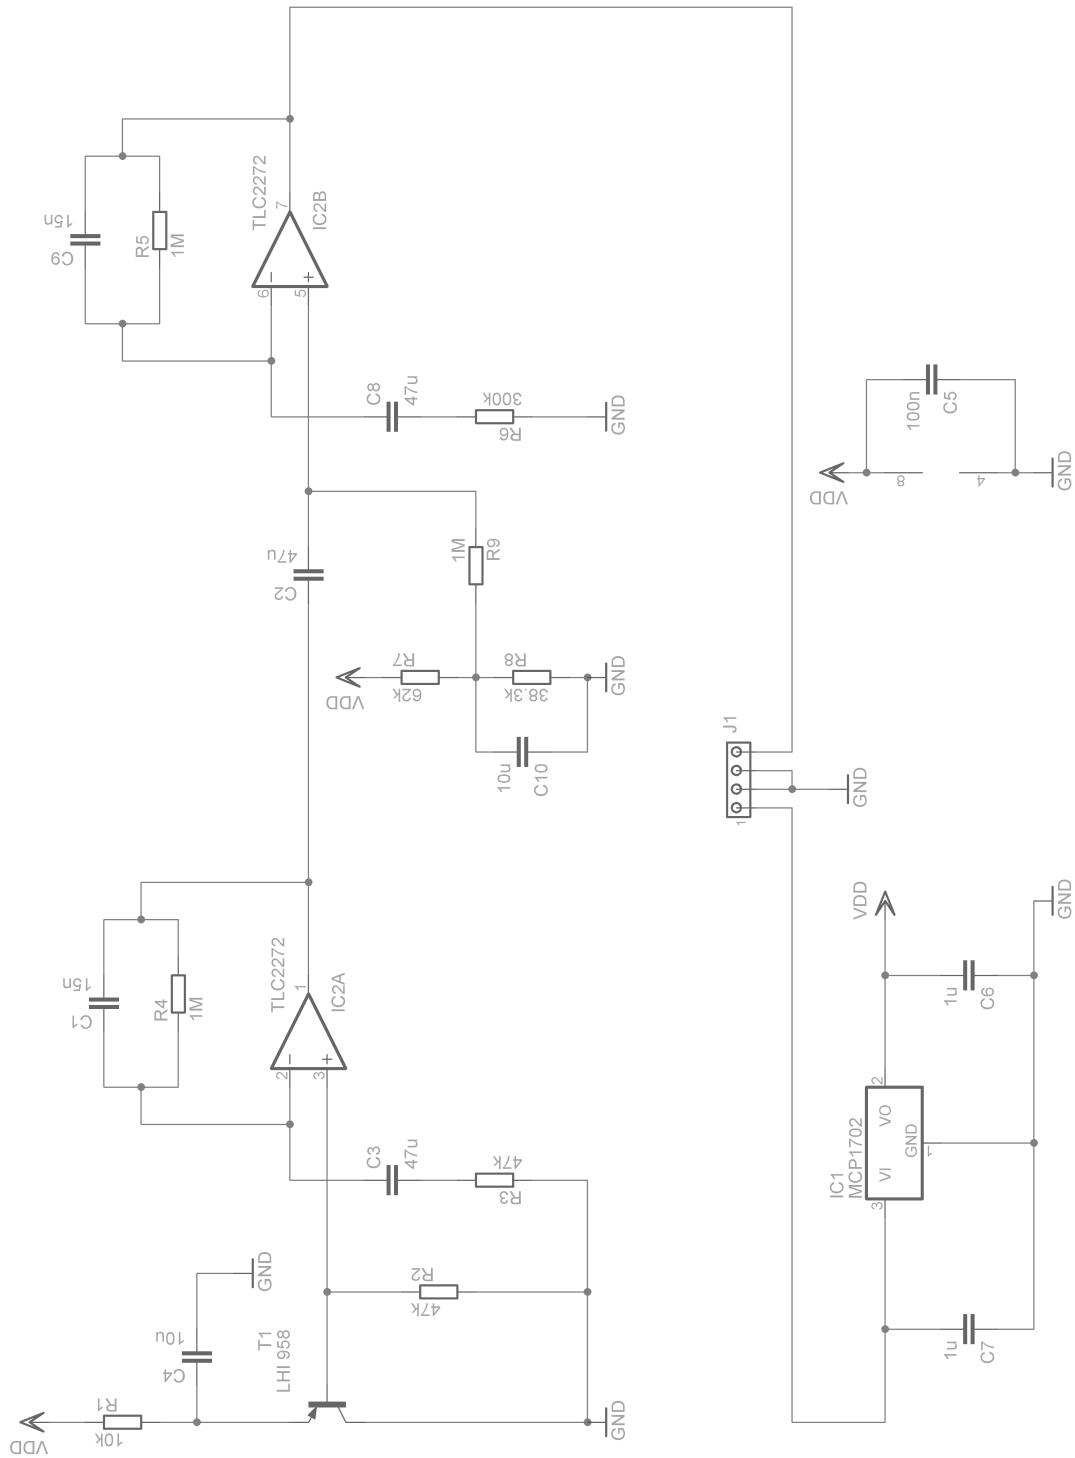 15n
C9
R5
1M
TLC2272
IC2B
7
6
5
C8
47u
300k
R6
GND
100n
C5
VDD
8
4
GND
47u
C2
1M
R9
R7
62k
VDD
R8
38.3k
GND
10u
C10
J1
1
GND
15n
C1
R4
1M
TLC2272
IC2A
1
2
3
C3
47u
47k
R3
VDD
GND
1u
C6
2
VO
GND
VI
1
3
IC1
MCP1702
GND
10u
C4
T1
LHI 958
R2
47k
1u
C7
R1
10k
VDD
GND